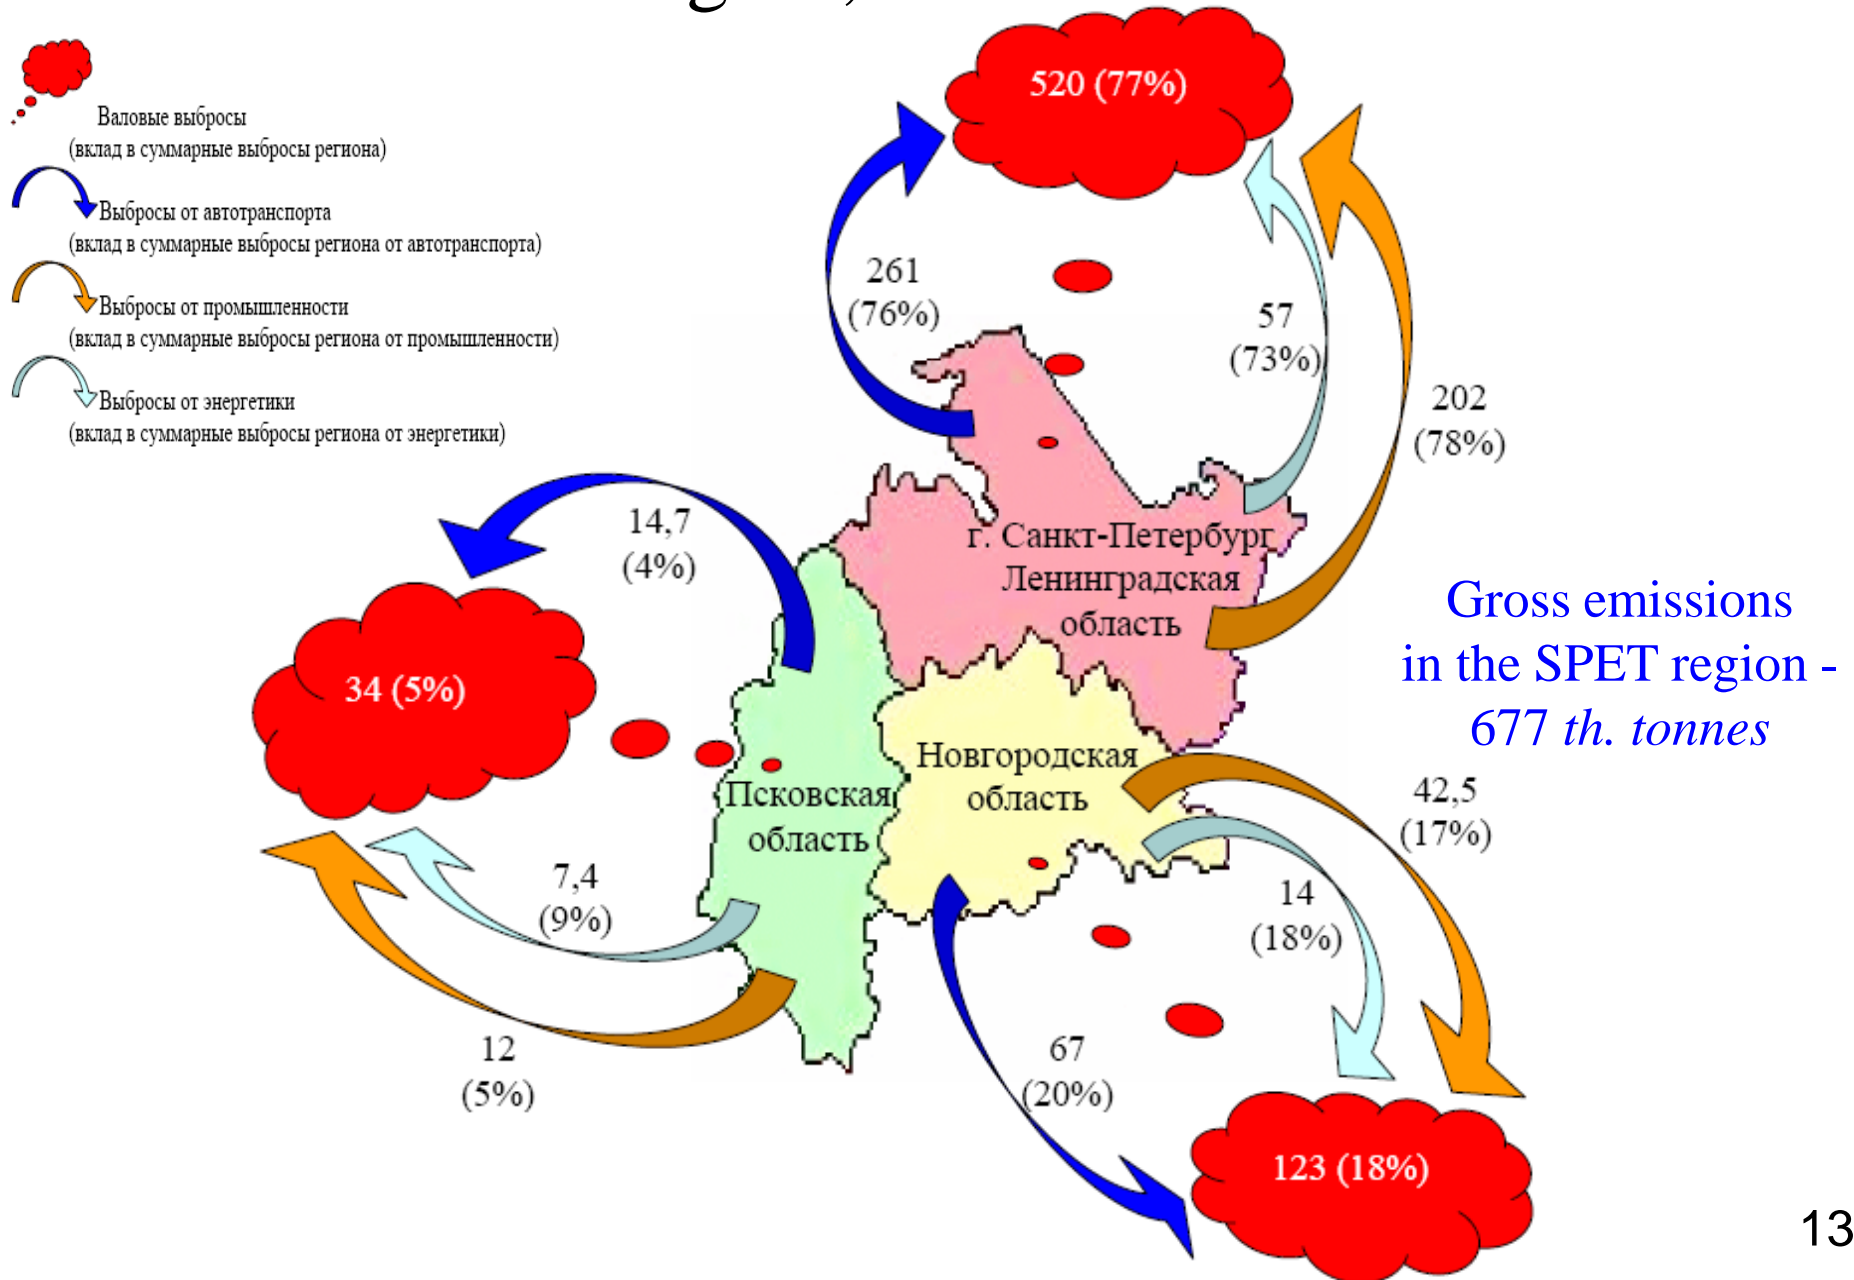 520 (77%)
Валовые выбросы
(вклад в суммарные выбросы региона)
Выбросы от автотранспорта
(вклад в суммарные выбросы региона от автотранспорта)
Выбросы от промышленности
(вклад в суммарные выбросы региона от промышленности)
Выбросы от энергетики
(вклад в суммарные выбросы региона от энергетики)
261
(76%)
57
(73%)
202
(78%)
14,7
(4%)
г. Санкт-Петербург
Ленинградская
область
Gross emissions
in the SPET region -
677 th. tonnes
34 (5%)
Новгородская
область
Псковская
область
42,5
(17%)
7,4
(9%)
14
(18%)
12
(5%)
67
(20%)
123 (18%)
13